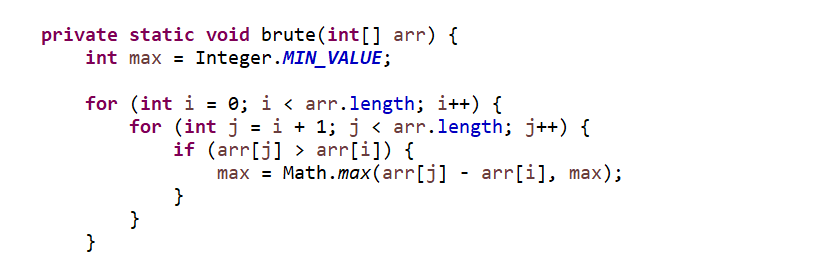 private static void brute(int[] arr) {
    int max = Integer.MIN_VALUE;
    for (int i = 0; i < arr.length; i++) {
        for (int j = i + 1; j < arr.length; j++) {
            if (arr[j] > arr[i]) {
                max = Math.max(arr[j] - arr[i], max);
            }
        }
    }